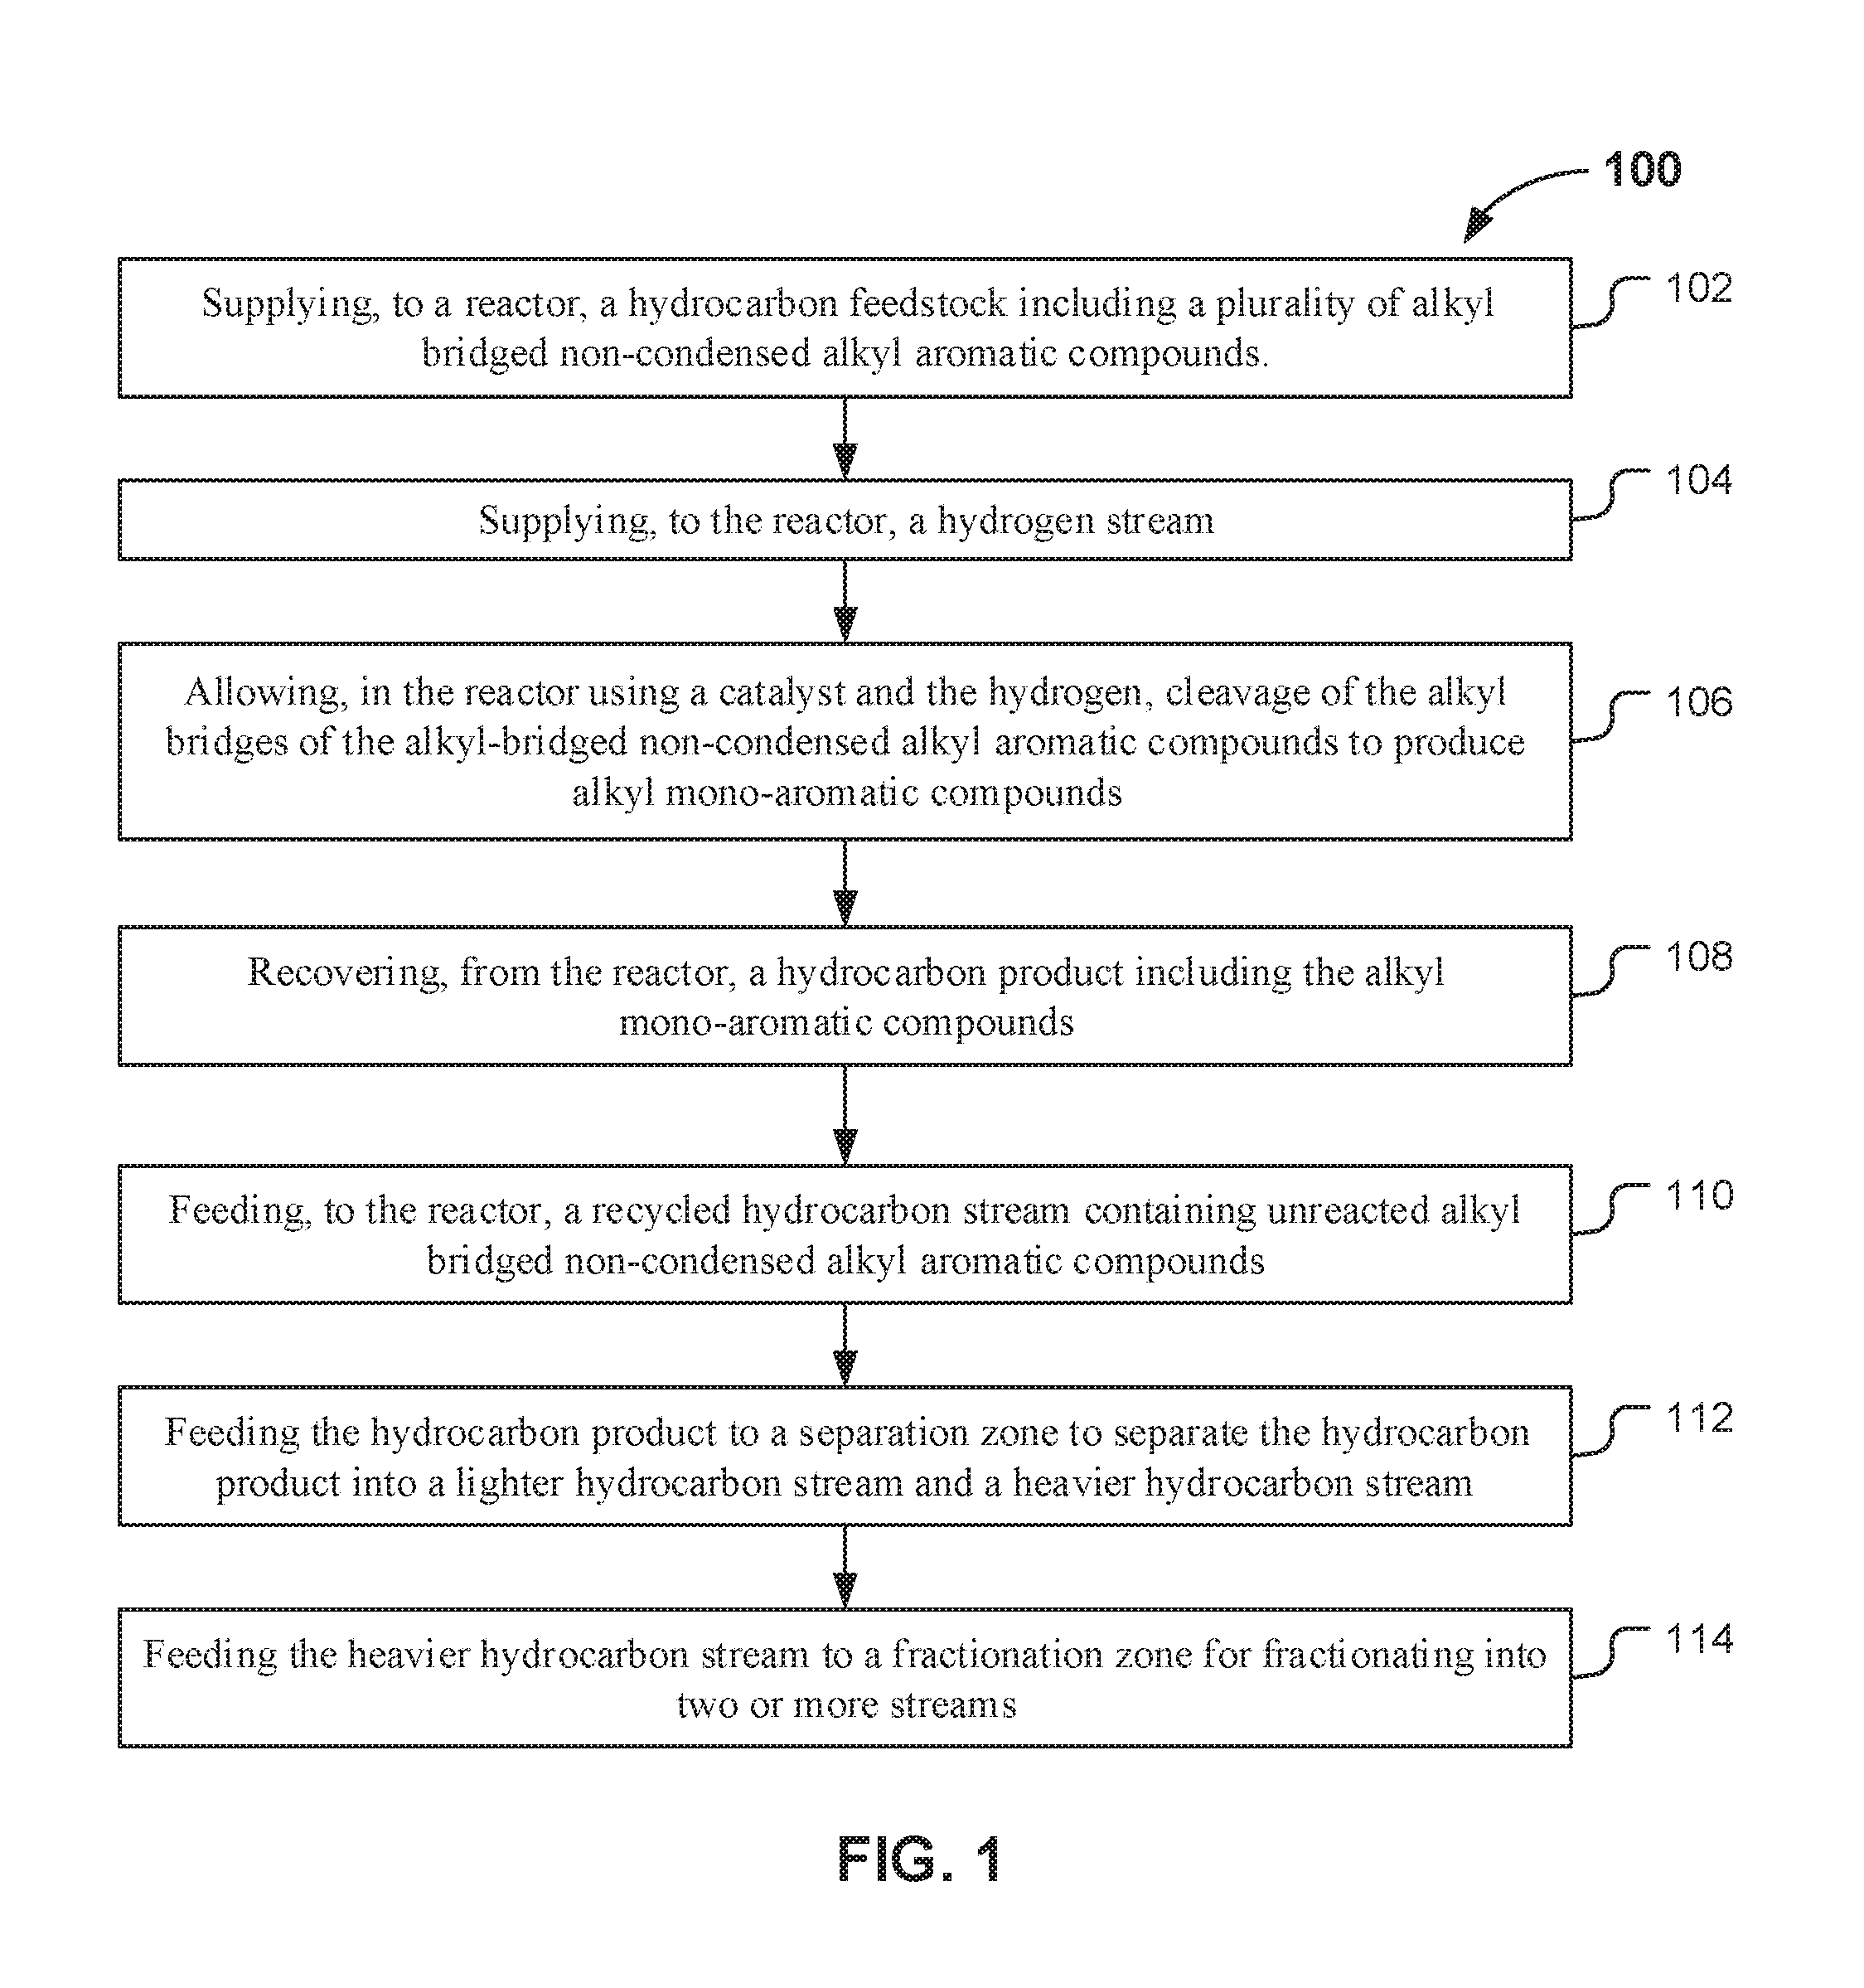 100
Supplying, to a reactor, a hydrocarbon feedstock including a plurality of alkyl
bridged non-condensed alkyl aromatic compounds.
102
Supplying, to the reactor, a hydrogen stream
104
Allowing, in the reactor using a catalyst and the hydrogen, cleavage of the alkyl
bridges of the alkyl-bridged non-condensed alkyl aromatic compounds to produce
alkyl mono-aromatic compounds
106
Recovering, from the reactor, a hydrocarbon product including the alkyl
mono-aromatic compounds
108
Feeding, to the reactor, a recycled hydrocarbon stream containing unreacted alkyl
bridged non-condensed alkyl aromatic compounds
110
Feeding the hydrocarbon product to a separation zone to separate the hydrocarbon
product into a lighter hydrocarbon stream and a heavier hydrocarbon stream
112
Feeding the heavier hydrocarbon stream to a fractionation zone for fractionating into
two or more streams
114
FIG. 1